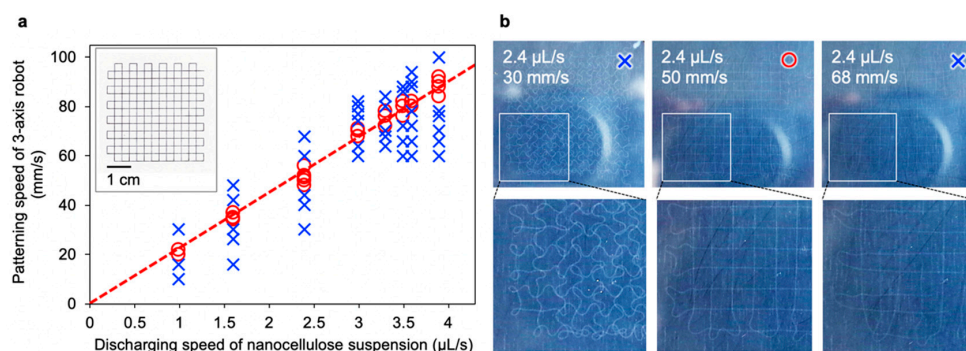 a
100
80
60
40
20
0
Patterning speed of 3-axis robot
(mm/s)
1 cm
0 0.5 1 1.5 2 2.5 3 3.5 4
Discharging speed of nanocellulose suspension (μL/s)
b
2.4 μL/s
30 mm/s
2.4 μL/s
50 mm/s
2.4 μL/s
68 mm/s